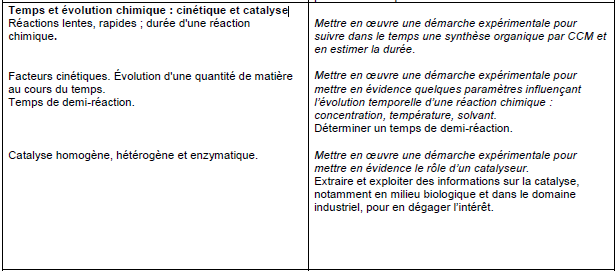 Temps et évolution chimique : cinétique et catalyse
Réactions lentes, rapides ; durée d'une réaction
chimique.
Mettre en œuvre une démarche expérimentale pour
suivre dans le temps une synthèse organique par CCM et
en estimer la durée.
Facteurs cinétiques. Évolution d'une quantité de matière
au cours du temps.
Temps de demi-réaction.
Mettre en œuvre une démarche expérimentale pour
mettre en évidence quelques paramètres influençant
l'évolution temporelle d'une réaction chimique :
concentration, température, solvant.
Déterminer un temps de demi-réaction.
Catalyse homogène, hétérogène et enzymatique.
Mettre en œuvre une démarche expérimentale pour
mettre en évidence le rôle d'un catalyseur.
Extraire et exploiter des informations sur la catalyse,
notamment en milieu biologique et dans le domaine
industriel, pour en dégager l'intérêt.